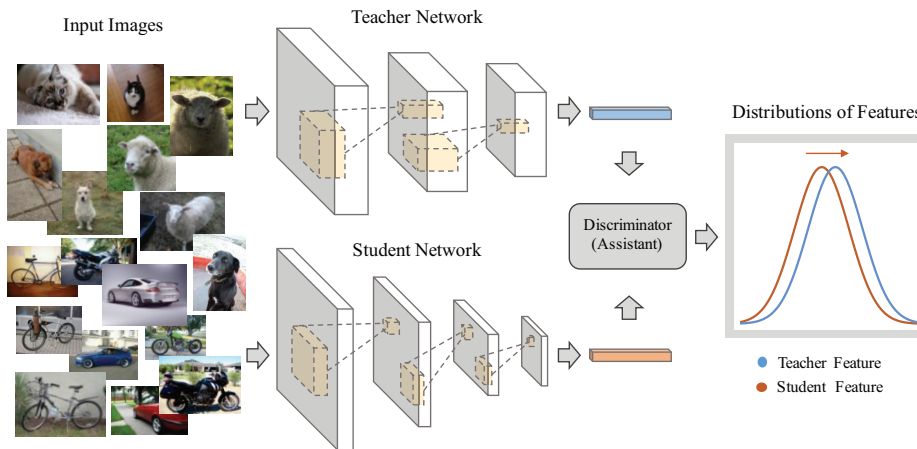 Input Images
Teacher Network
Distributions of Features
Discriminator
(Assistant)
Student Network
Teacher Feature
Student Feature